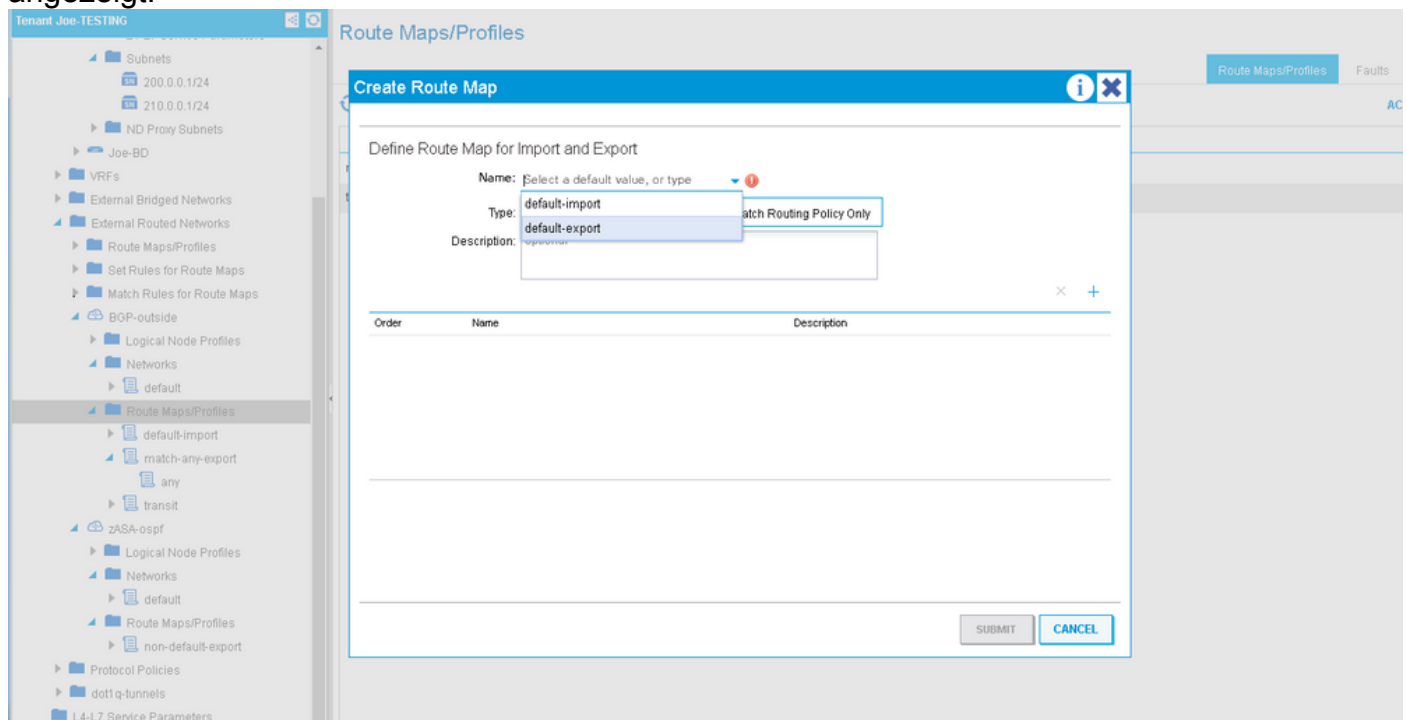 angezeigt.
Tenant Joe-TESTING
Subnets
200.0.0.1/24
210.0.0.1/24
ND Proxy Subnets
Joe-BD
VRFs
External Bridged Networks
External Routed Networks
Route Maps/Profiles
Set Rules for Route Maps
Match Rules for Route Maps
BGP-outside
Logical Node Profiles
Networks
default
Route Maps/Profiles
default-import
match-any-export
any
transit
zASA-ospf
Logical Node Profiles
Networks
default
Route Maps/Profiles
non-default-export
Protocol Policies
dot1q-tunnels
L4-L7 Service Parameters
Route Maps/Profiles
Route Maps/Profiles Faults
AC
Create Route Map
Define Route Map for Import and Export
Name: Select a default value, or type
default-import
Type: atch Routing Policy Only
default-export
Description:
Order Name Description
SUBMIT CANCEL